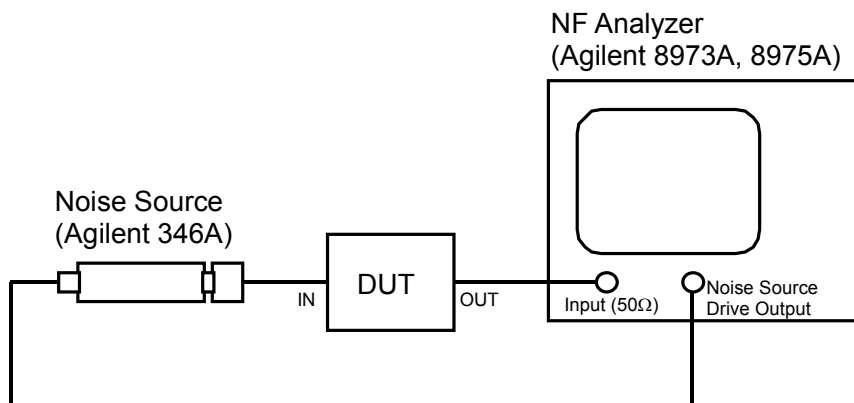 NF Analyzer
(Agilent 8973A, 8975A)
Noise Source
(Agilent 346A)
IN
DUT
OUT
Input (50Ω)
Noise Source
Drive Output